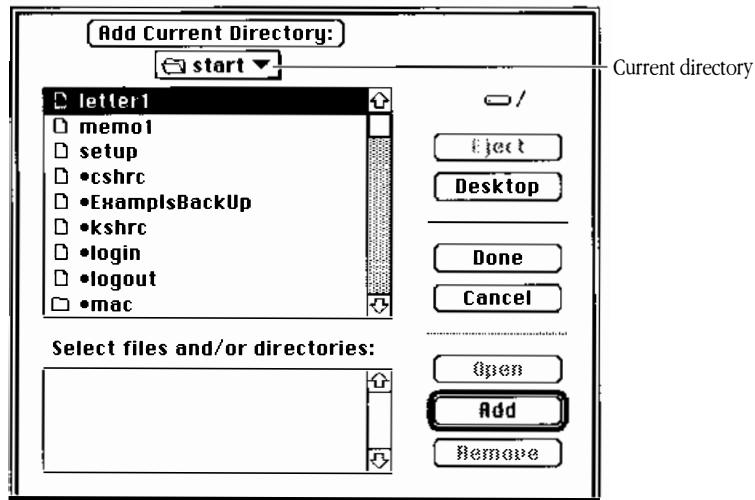 Add Current Directory:
start
Current directory
letter1
memo1
setup
•cshrc
•ExamplsBackUp
•kshrc
•login
•logout
•mac
/
Eject
Desktop
Done
Cancel
Select files and/or directories:
Open
Add
Remove